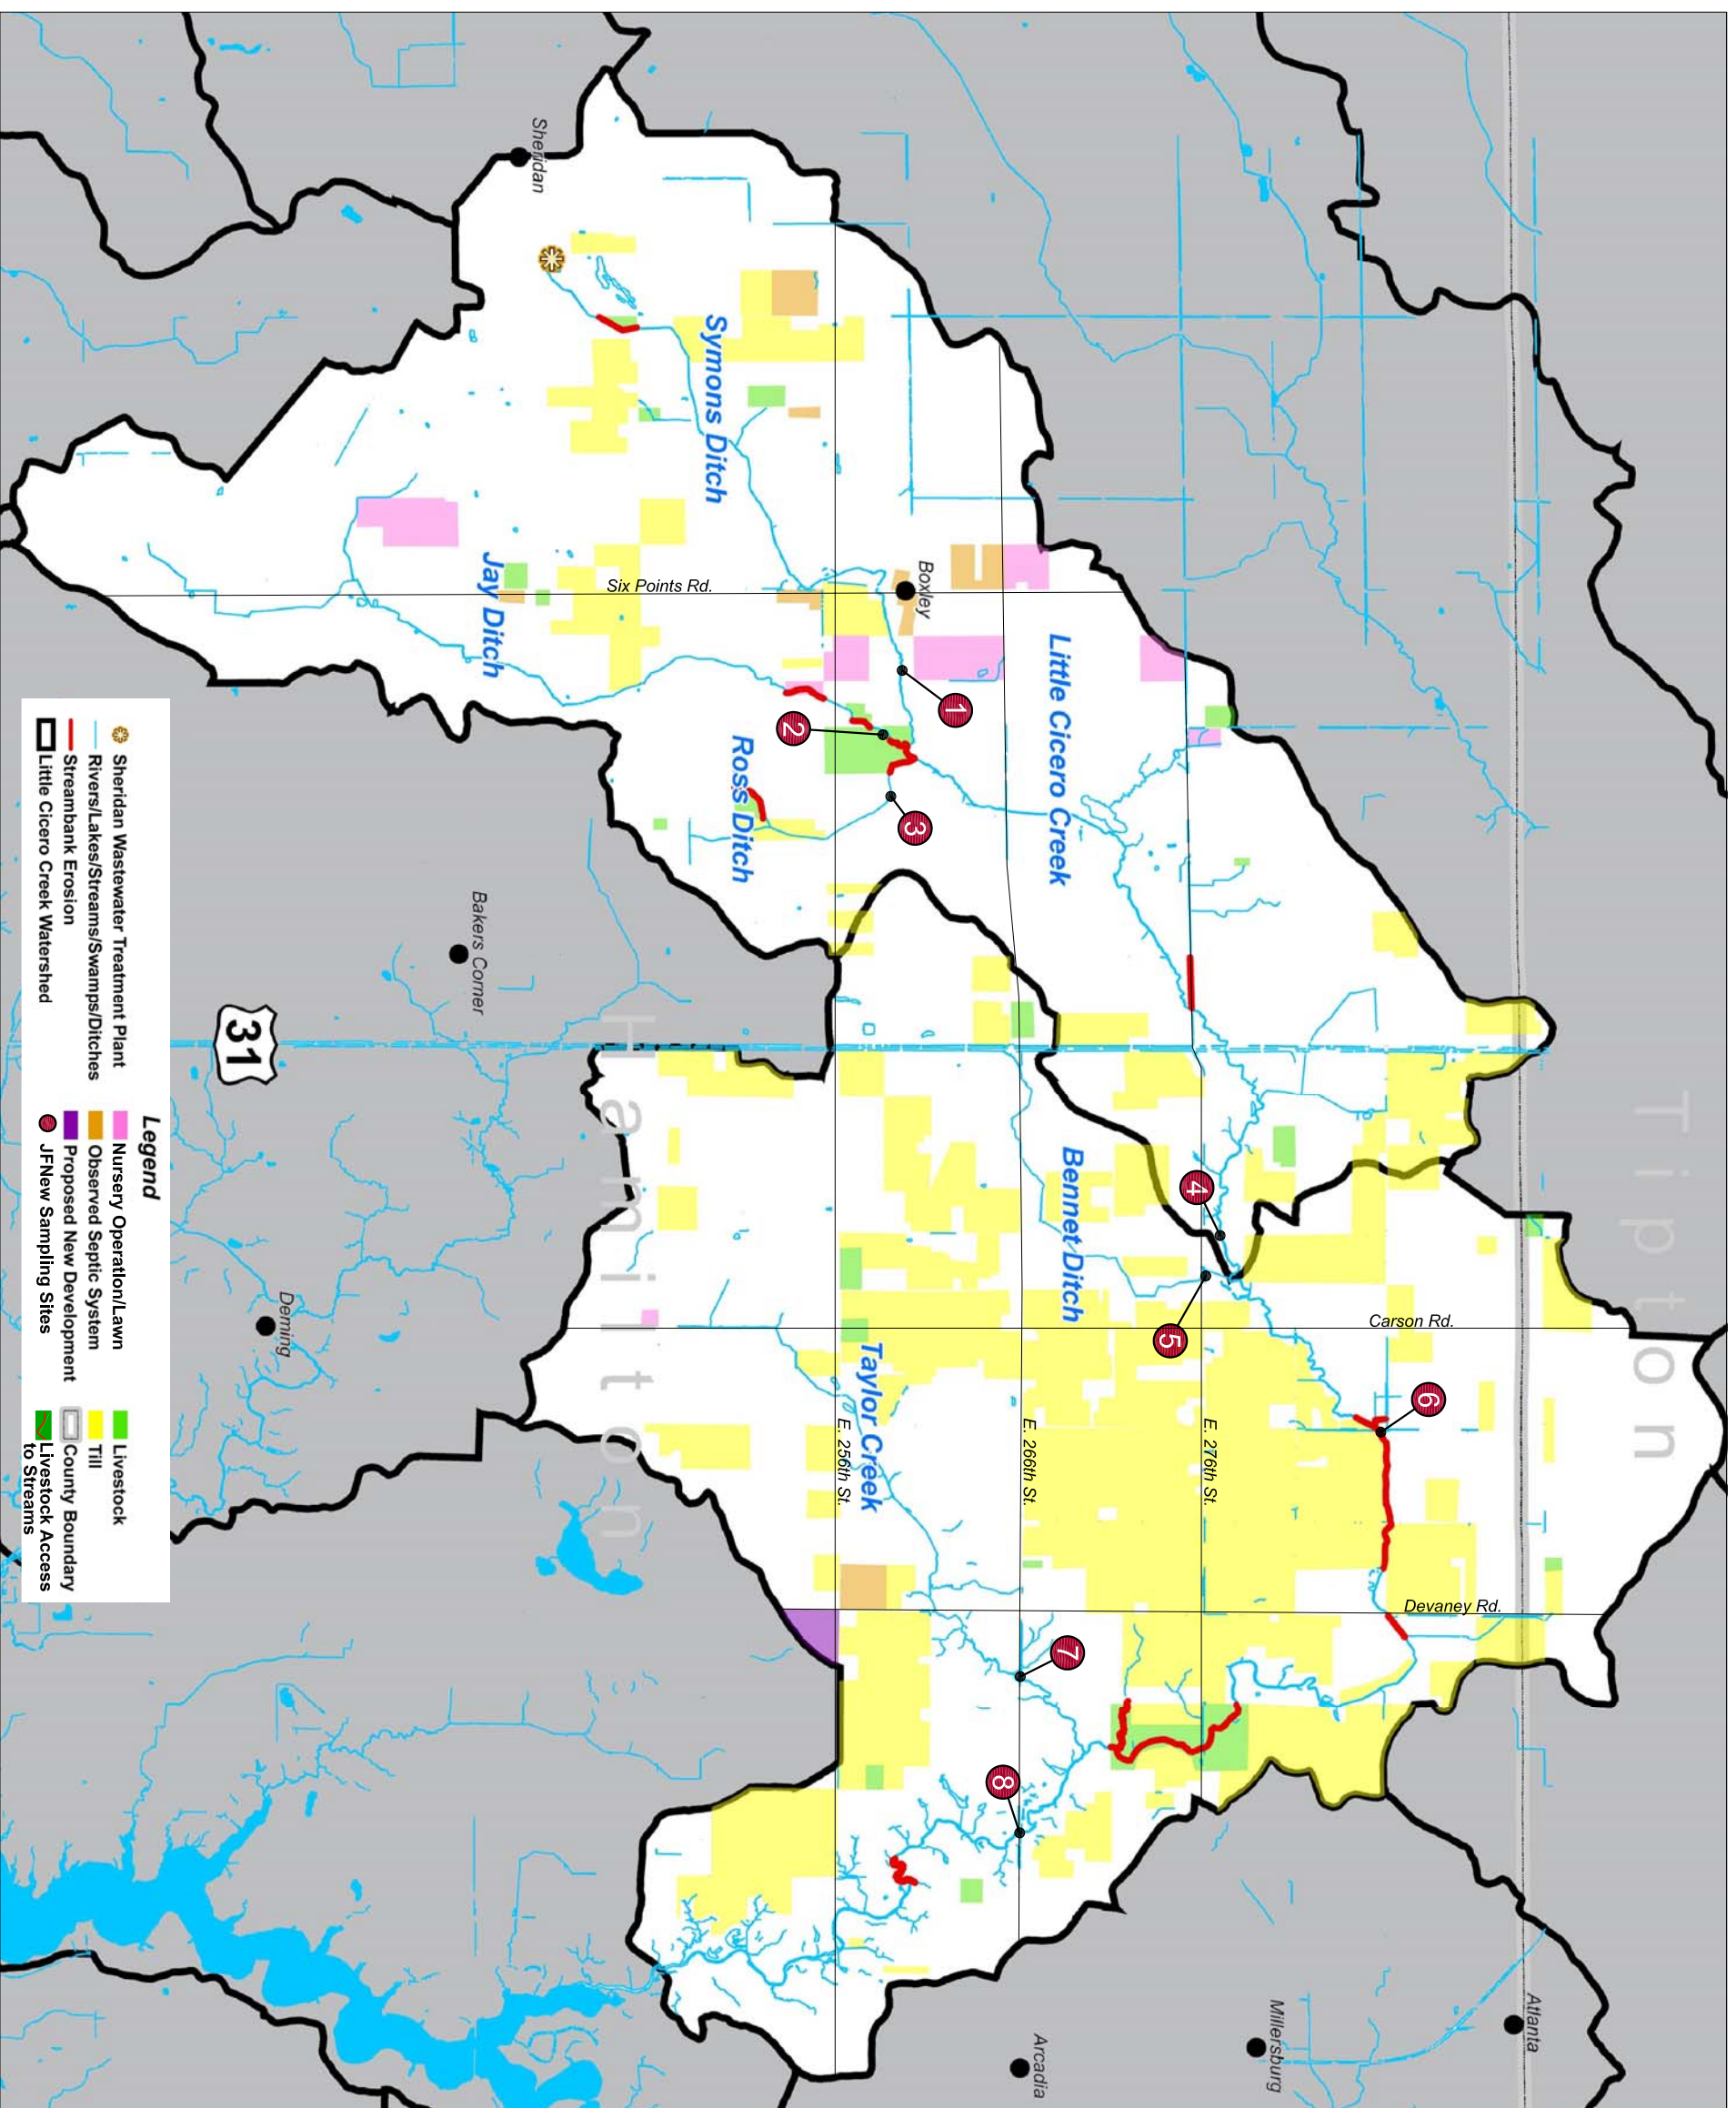 Tipton
Hamilton
Sheridan
Boxley
Bakers Corner
Deming
Atlanta
Millersburg
Arcadia
31
Symons Ditch
Jay Ditch
Ross Ditch
Little Cicero Creek
Bennet Ditch
Taylor Creek
Six Points Rd.
Carson Rd.
Devaney Rd.
E. 256th St.
E. 266th St.
E. 276th St.
1
2
3
4
5
6
7
8
Legend
Sheridan Wastewater Treatment Plant
Rivers/Lakes/Streams/Swamps/Ditches
Streambank Erosion
Little Cicero Creek Watershed
Nursery Operation/Lawn
Observed Septic System
Proposed New Development
JFNew Sampling Sites
Livestock
Till
County Boundary
Livestock Access
to Streams